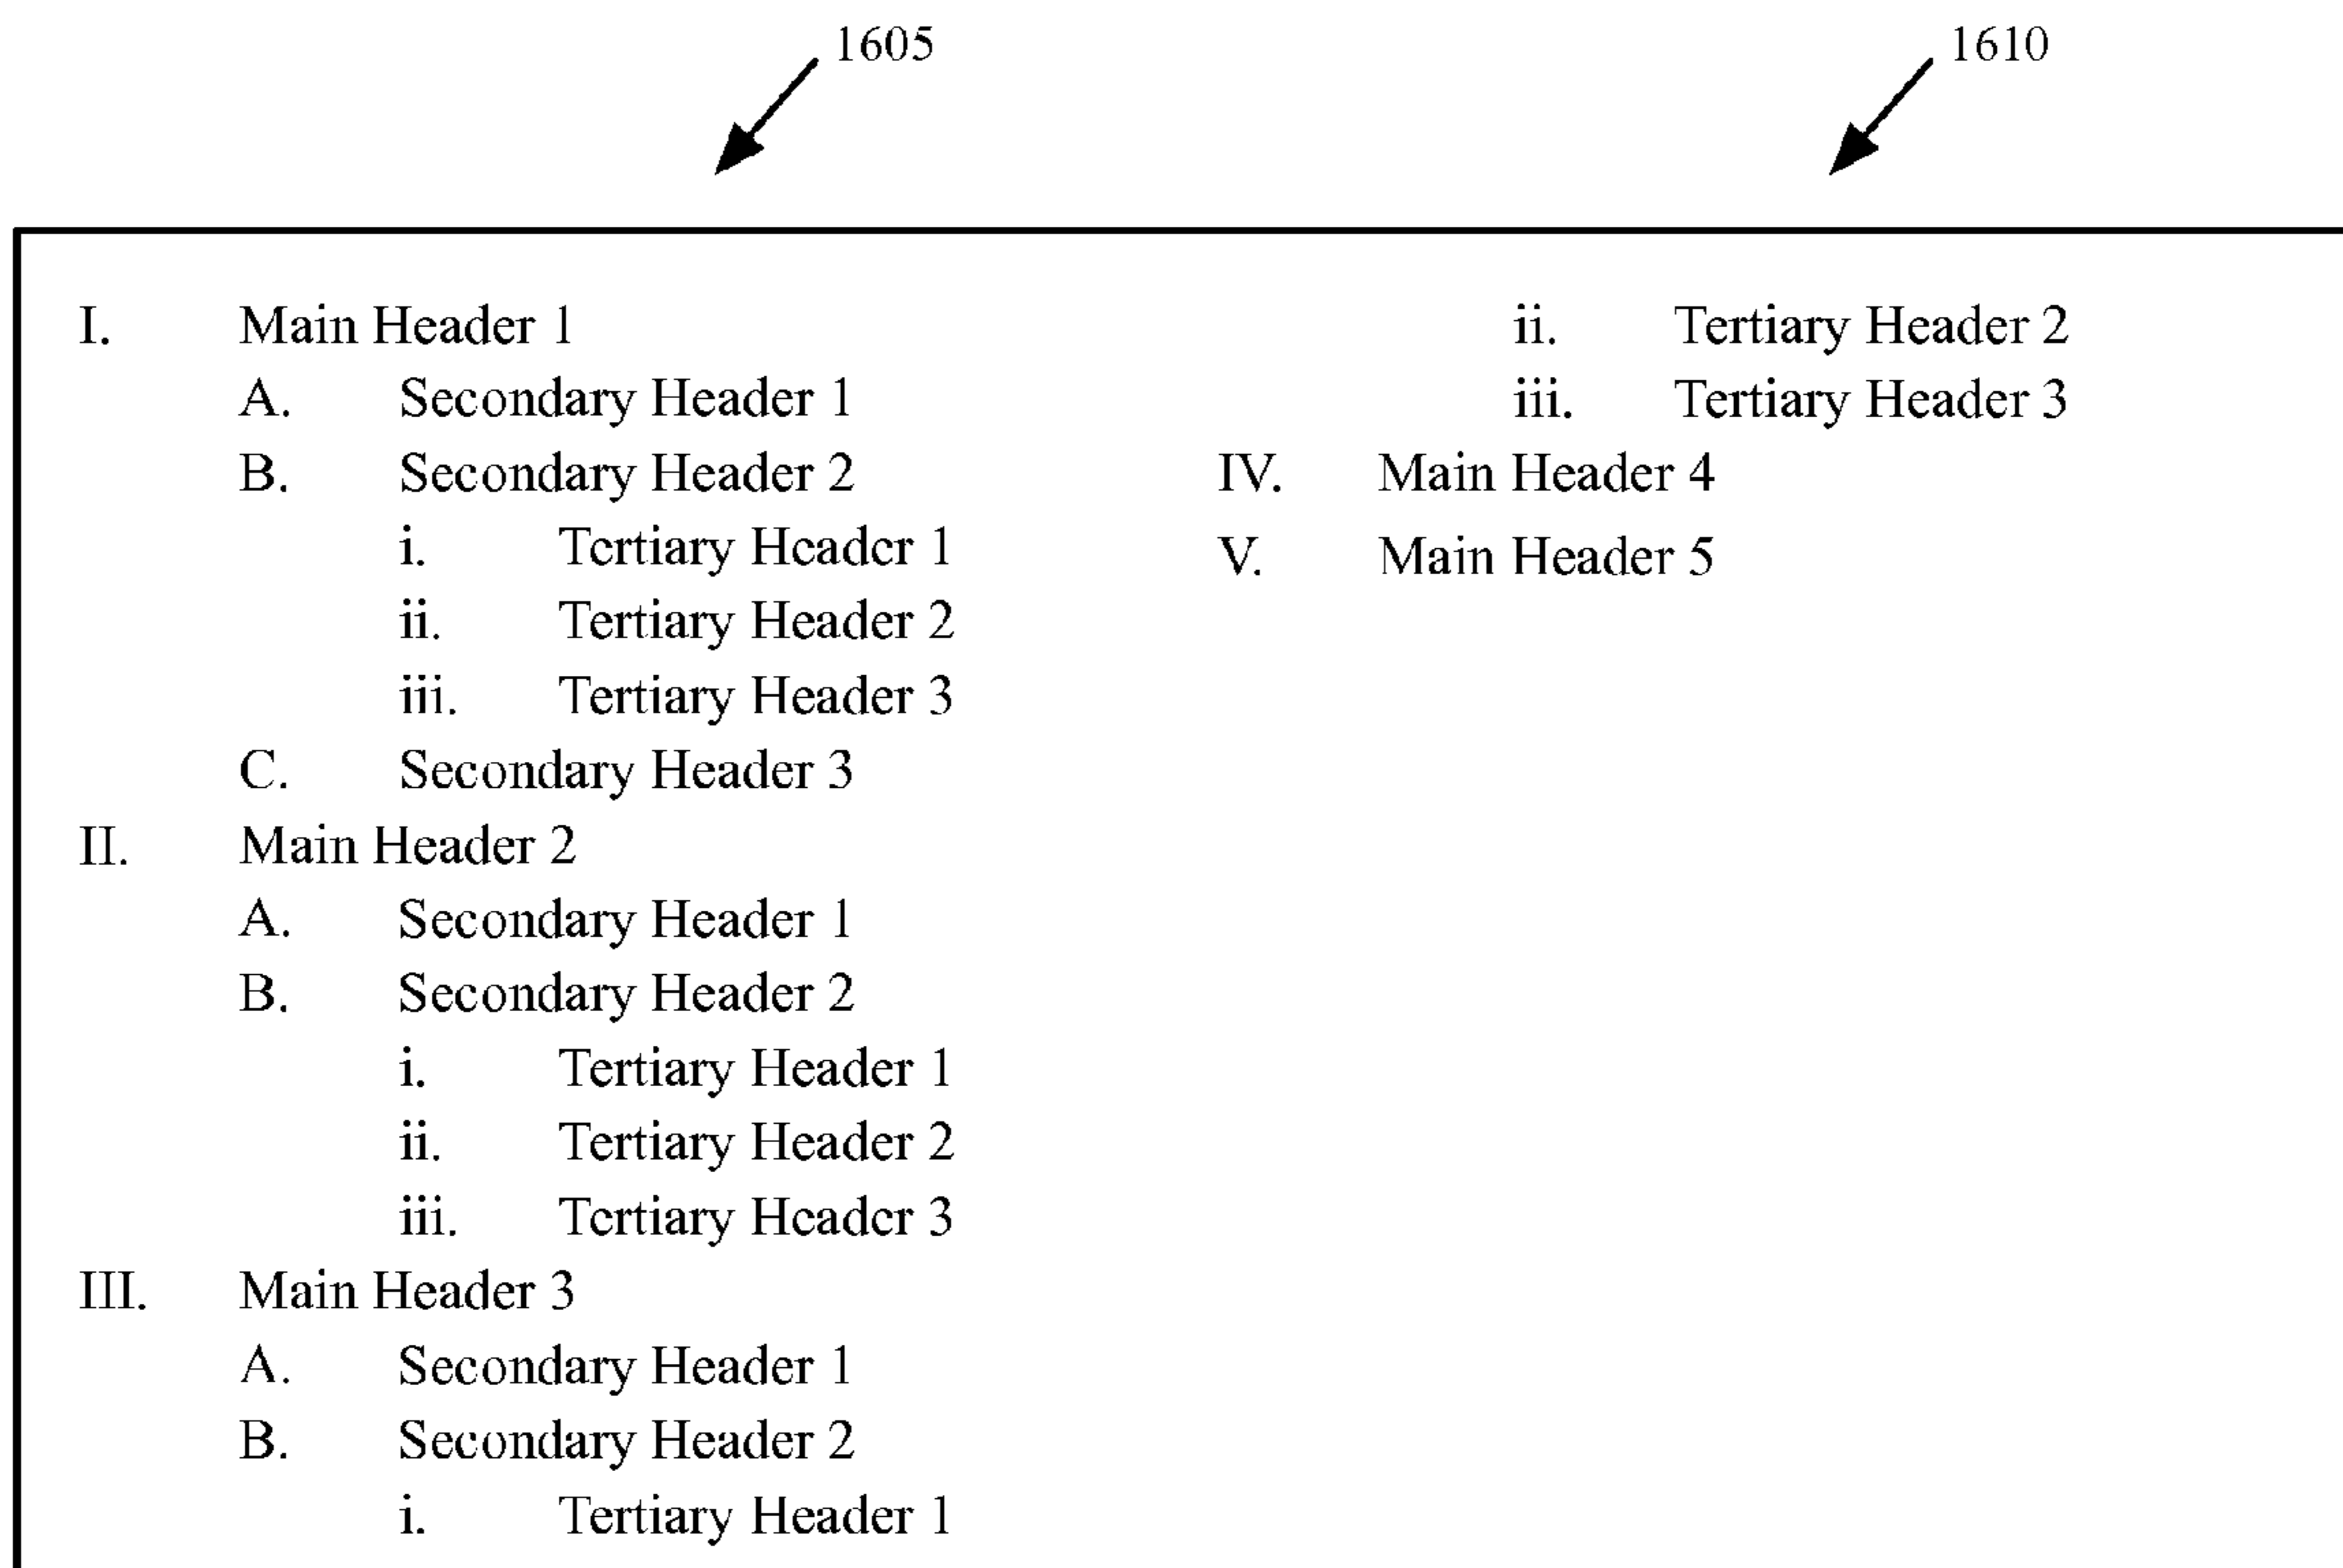 1605
1610
I. Main Header 1
A. Secondary Header 1
B. Secondary Header 2
i. Tertiary Header 1
ii. Tertiary Header 2
iii. Tertiary Header 3
C. Secondary Header 3
II. Main Header 2
A. Secondary Header 1
B. Secondary Header 2
i. Tertiary Header 1
ii. Tertiary Header 2
iii. Tertiary Header 3
III. Main Header 3
A. Secondary Header 1
B. Secondary Header 2
i. Tertiary Header 1
ii. Tertiary Header 2
iii. Tertiary Header 3
IV. Main Header 4
V. Main Header 5